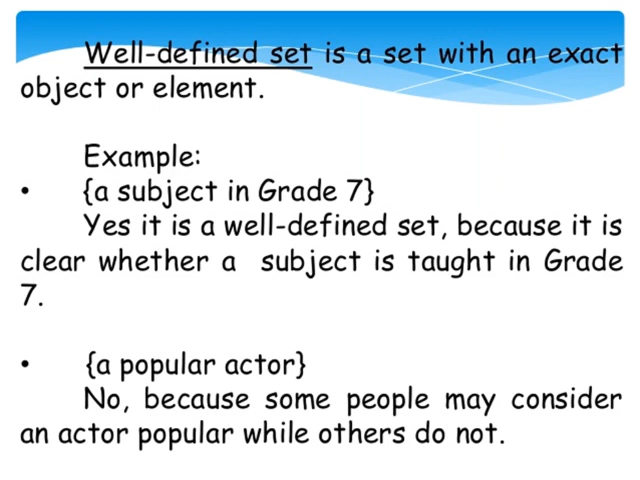 Well-defined set is a set with an exact
object or element.
Example:
• {a subject in Grade 7}
Yes it is a well-defined set, because it is
clear whether a subject is taught in Grade
7.
• {a popular actor}
No, because some people may consider
an actor popular while others do not.